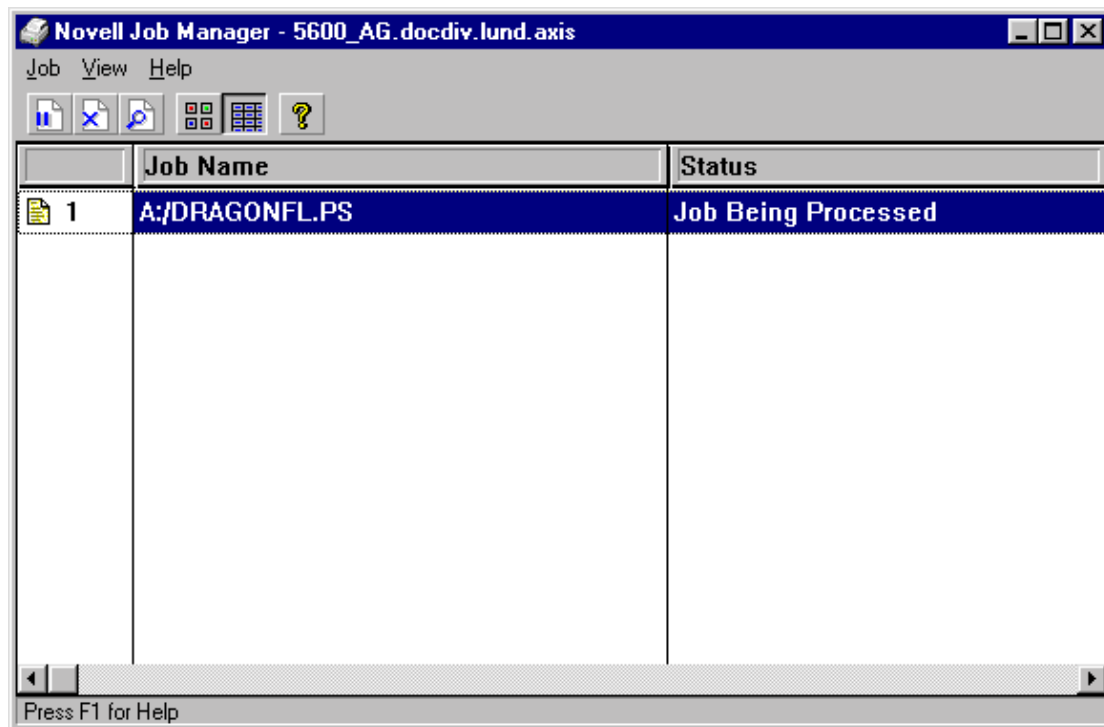 Novell Job Manager - 5600_AG.docdiv.lund.axis
Job View Help
Job Name Status
1 A:/DRAGONFL.PS Job Being Processed
Press F1 for Help